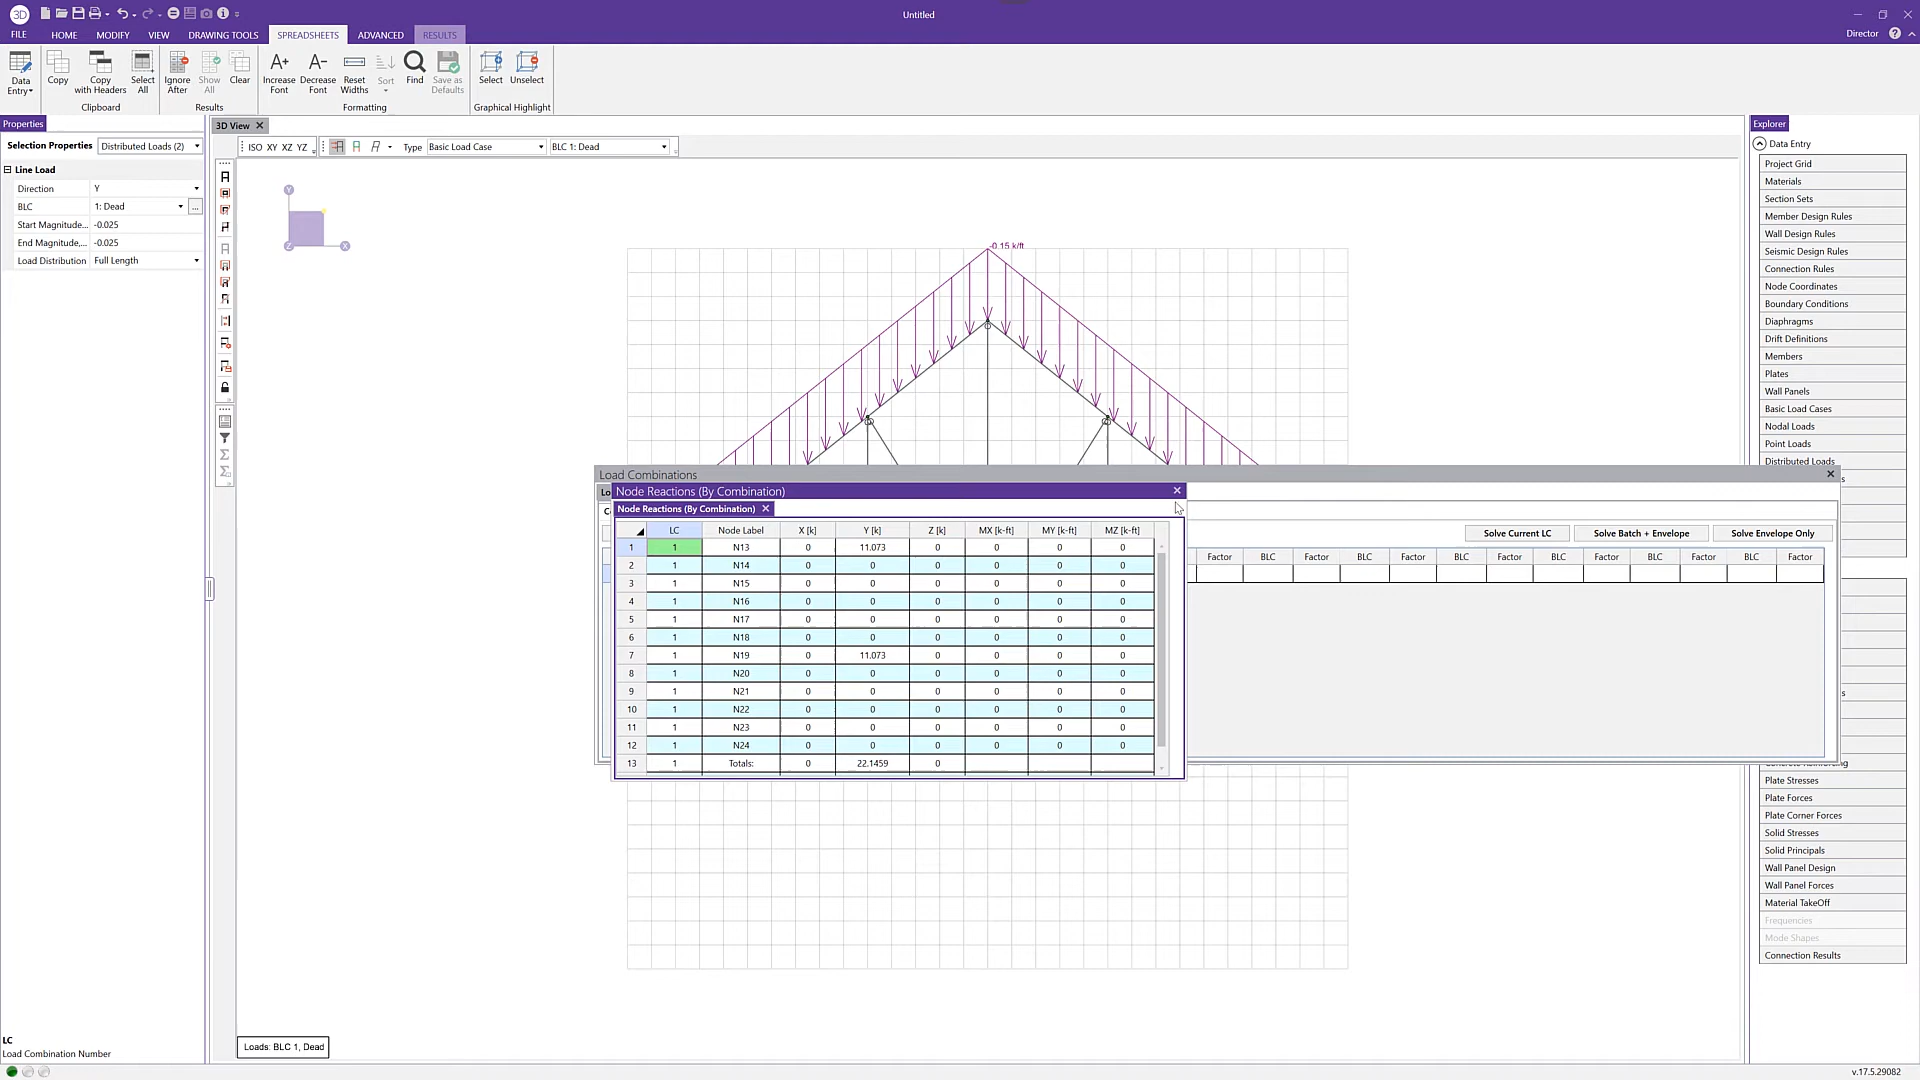 3D
Untitled
FILE HOME MODIFY VIEW DRAWING TOOLS SPREADSHEETS ADVANCED RESULTS
Director
Data Entry
Copy
Copy with Headers
Select All
Ignore After
Show All
Clear
Increase Font
Decrease Font
Reset Widths
Sort
Find
Save as Defaults
Select
Unselect
Clipboard
Results
Formatting
Graphical Highlight
Properties
Selection Properties Distributed Loads (2)
Line Load
Direction Y
BLC 1: Dead ...
Start Magnitude... -0.025
End Magnitude,... -0.025
Load Distribution Full Length
3D View
ISO XY XZ YZ Type Basic Load Case BLC 1: Dead
Y
Z
X
-0.15 k/ft
Load Combinations
Lo
Node Reactions (By Combination)
Node Reactions (By Combination)
LC Node Label X [k] Y [k] Z [k] MX [k-ft] MY [k-ft] MZ [k-ft]
1 1 N13 0 11.073 0 0 0 0
2 1 N14 0 0 0 0 0 0
3 1 N15 0 0 0 0 0 0
4 1 N16 0 0 0 0 0 0
5 1 N17 0 0 0 0 0 0
6 1 N18 0 0 0 0 0 0
7 1 N19 0 11.073 0 0 0 0
8 1 N20 0 0 0 0 0 0
9 1 N21 0 0 0 0 0 0
10 1 N22 0 0 0 0 0 0
11 1 N23 0 0 0 0 0 0
12 1 N24 0 0 0 0 0 0
13 1 Totals: 0 22.1459 0
Solve Current LC Solve Batch + Envelope Solve Envelope Only
Factor BLC Factor BLC Factor BLC Factor BLC Factor BLC Factor BLC Factor
Explorer
Data Entry
Project Grid
Materials
Section Sets
Member Design Rules
Wall Design Rules
Seismic Design Rules
Connection Rules
Node Coordinates
Boundary Conditions
Diaphragms
Drift Definitions
Members
Plates
Wall Panels
Basic Load Cases
Nodal Loads
Point Loads
Distributed Loads
Plate Stresses
Plate Forces
Plate Corner Forces
Solid Stresses
Solid Principals
Wall Panel Design
Wall Panel Forces
Material TakeOff
Frequencies
Mode Shapes
Connection Results
Loads: BLC 1, Dead
LC
Load Combination Number
v.17.5.29082